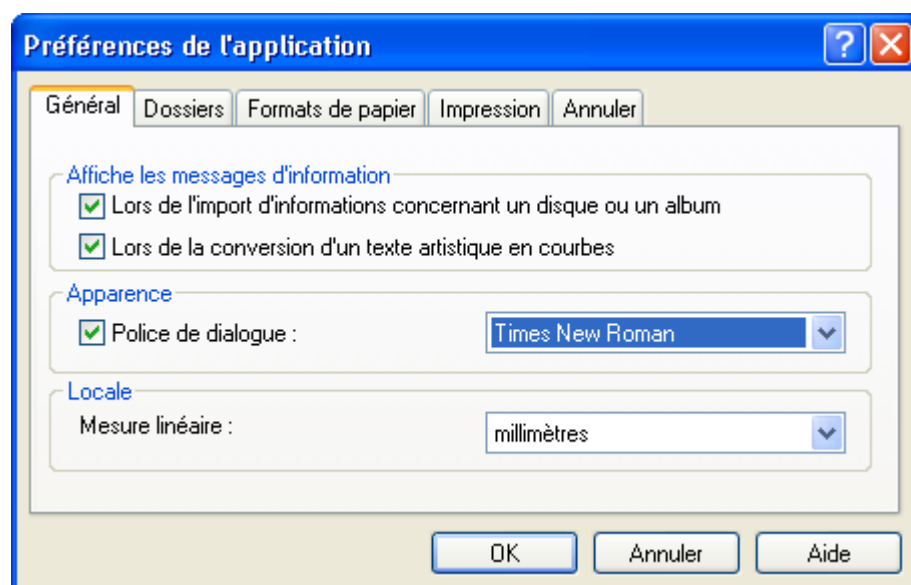 Préférences de l'application
Général Dossiers Formats de papier Impression Annuler
Affiche les messages d'information
Lors de l'import d'informations concernant un disque ou un album
Lors de la conversion d'un texte artistique en courbes
Apparence
Police de dialogue : Times New Roman
Locale
Mesure linéaire : millimètres
OK Annuler Aide